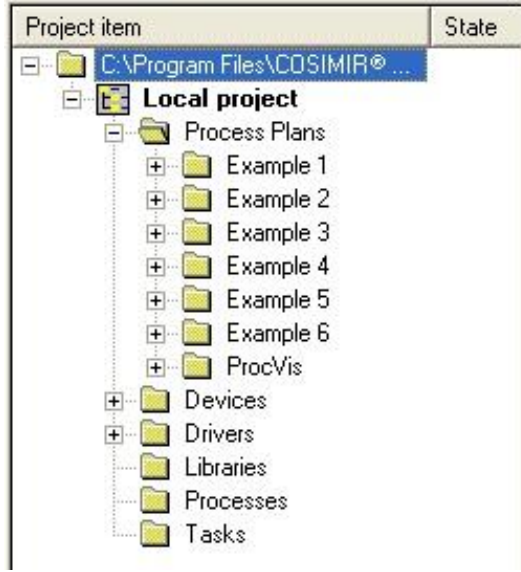 Project item State
C:\Program Files\COSIMIR® ...
Local project
Process Plans
Example 1
Example 2
Example 3
Example 4
Example 5
Example 6
ProcVis
Devices
Drivers
Libraries
Processes
Tasks